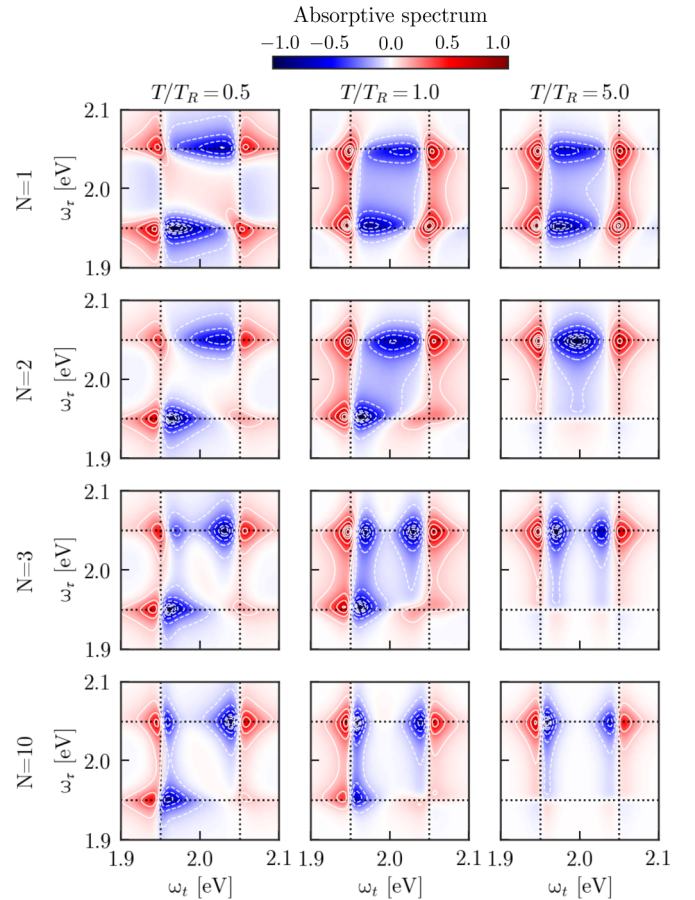 Absorptive spectrum
−1.0 −0.5 0.0 0.5 1.0
T/T_R = 0.5 T/T_R = 1.0 T/T_R = 5.0
N=1
ω_τ [eV]
2.1
2.0
1.9
N=2
ω_τ [eV]
2.1
2.0
1.9
N=3
ω_τ [eV]
2.1
2.0
1.9
N=10
ω_τ [eV]
2.1
2.0
1.9
1.9 2.0 2.1 1.9 2.0 2.1 1.9 2.0 2.1
ω_t [eV] ω_t [eV] ω_t [eV]